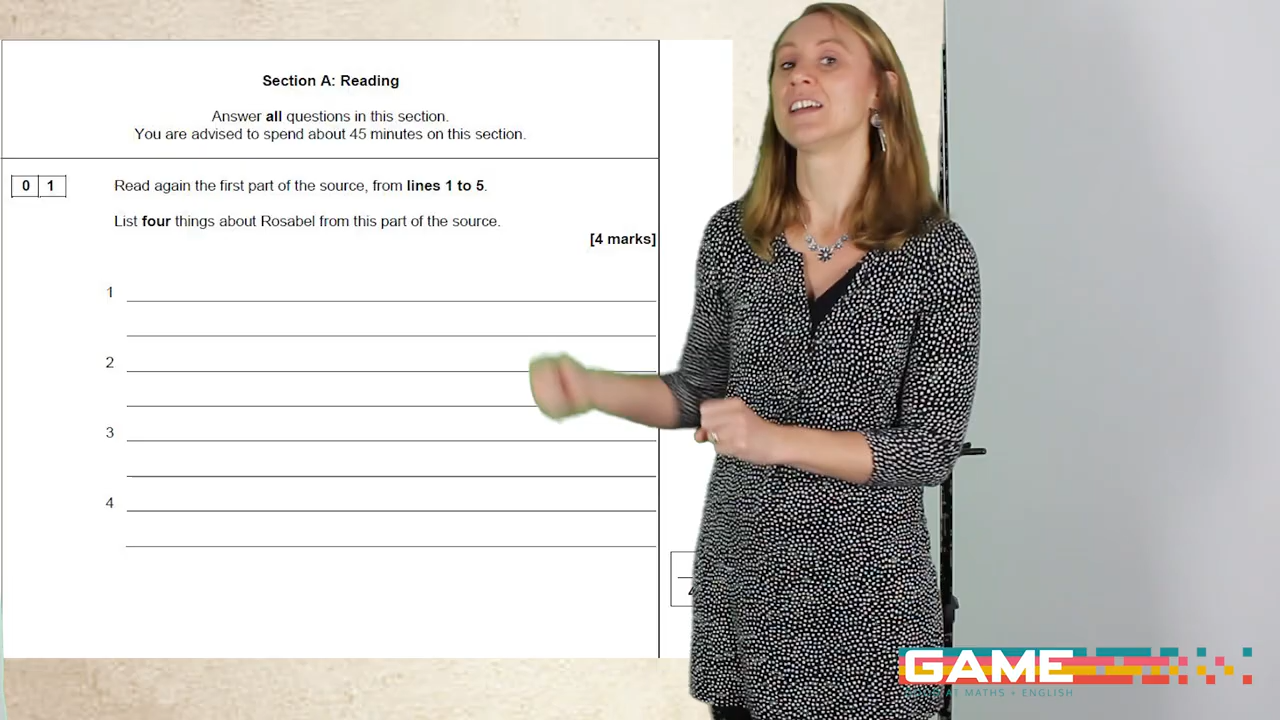 Section A: Reading
Answer all questions in this section.
You are advised to spend about 45 minutes on this section.
0 1
Read again the first part of the source, from lines 1 to 5.
List four things about Rosabel from this part of the source.
[4 marks]
1
2
3
4
GAME
MATHS + ENGLISH